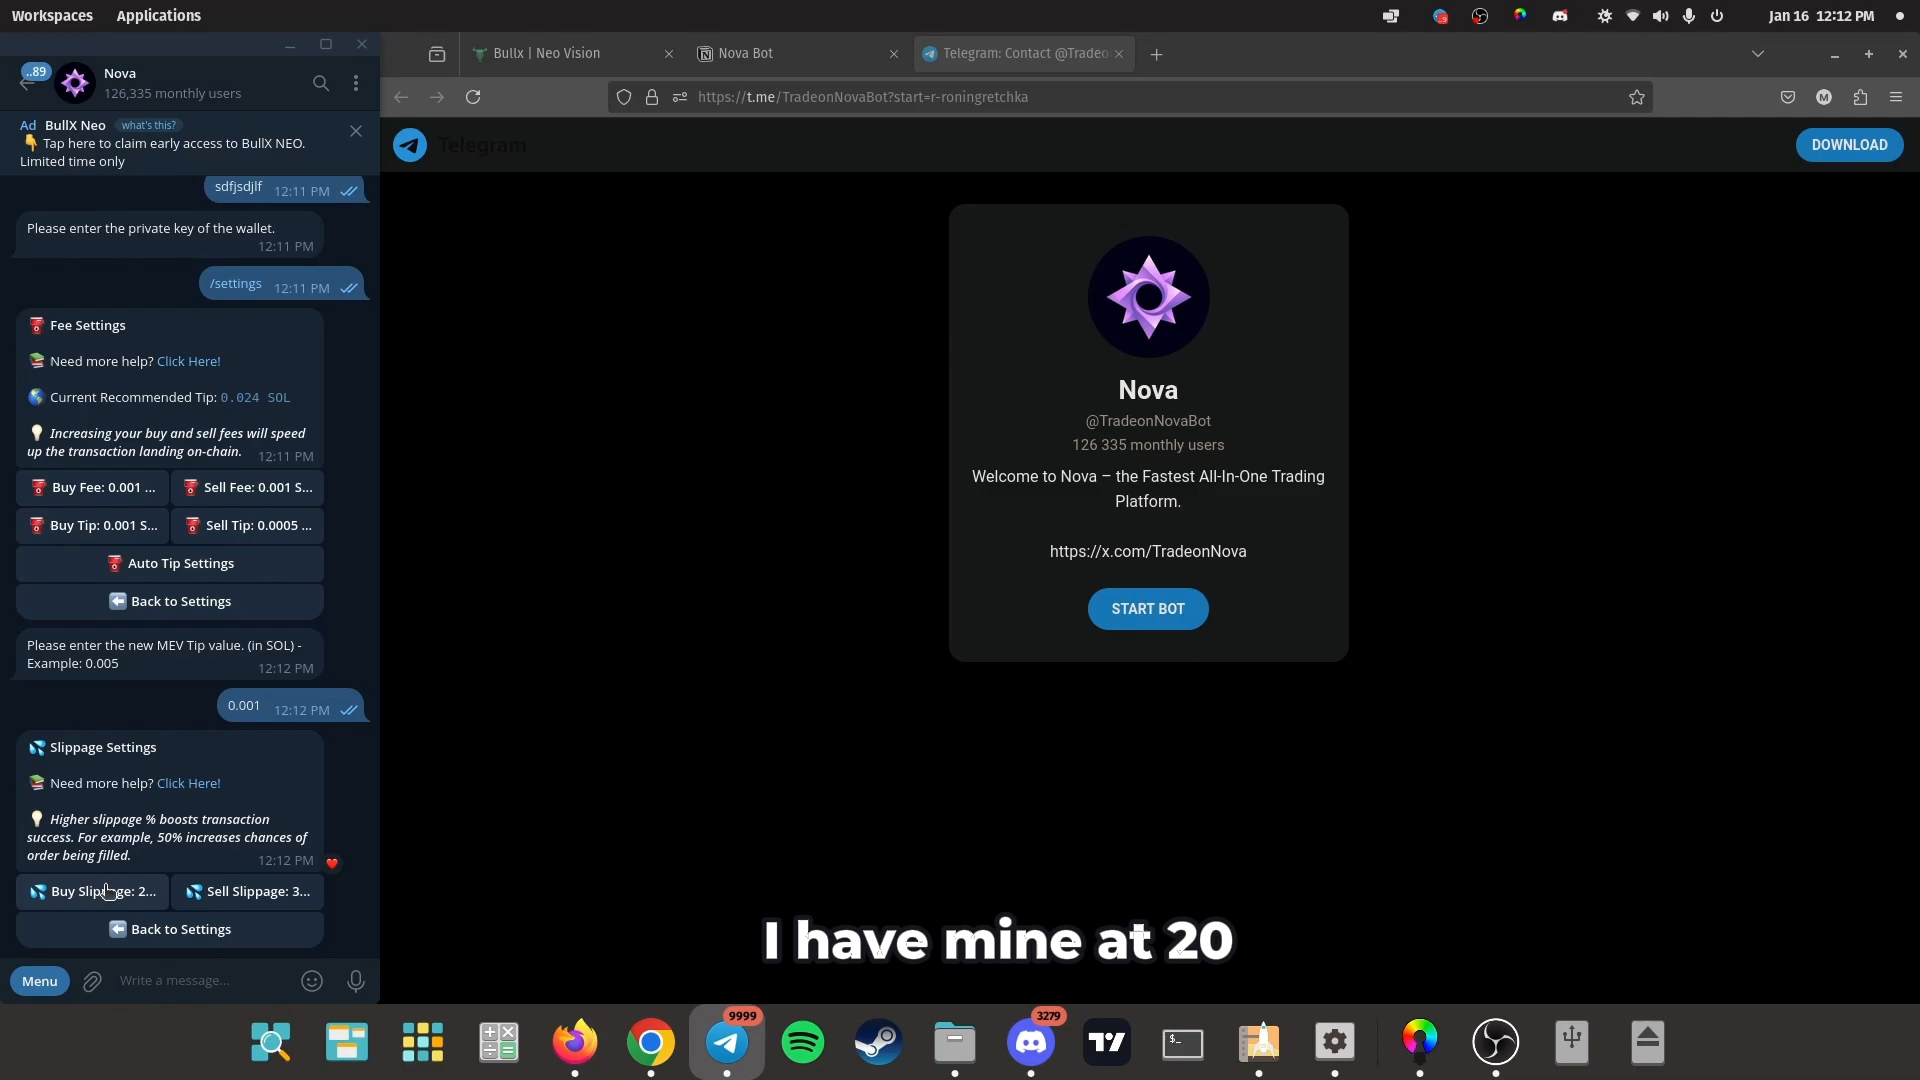 Workspaces Applications
Jan 16 12:12 PM
..89
Nova
126,335 monthly users
Ad BullX Neo what's this?
Tap here to claim early access to BullX NEO.
Limited time only
sdfjsdjlf 12:11 PM
Please enter the private key of the wallet.
12:11 PM
/settings 12:11 PM
Fee Settings
Need more help? Click Here!
Current Recommended Tip: 0.024 SOL
Increasing your buy and sell fees will speed
up the transaction landing on-chain. 12:11 PM
Buy Fee: 0.001 ... Sell Fee: 0.001 S...
Buy Tip: 0.001 S... Sell Tip: 0.0005 ...
Auto Tip Settings
Back to Settings
Please enter the new MEV Tip value. (in SOL) -
Example: 0.005 12:12 PM
0.001 12:12 PM
Slippage Settings
Need more help? Click Here!
Higher slippage % boosts transaction
success. For example, 50% increases chances of
order being filled. 12:12 PM
Buy Slippage: 2... Sell Slippage: 3...
Back to Settings
Menu Write a message...
Bullx | Neo Vision Nova Bot Telegram: Contact @Tradeo
https://t.me/TradeonNovaBot?start=r-roningretchka
M
Telegram DOWNLOAD
Nova
@TradeonNovaBot
126 335 monthly users
Welcome to Nova – the Fastest All-In-One Trading
Platform.
https://x.com/TradeonNova
START BOT
I have mine at 20
9999 3279